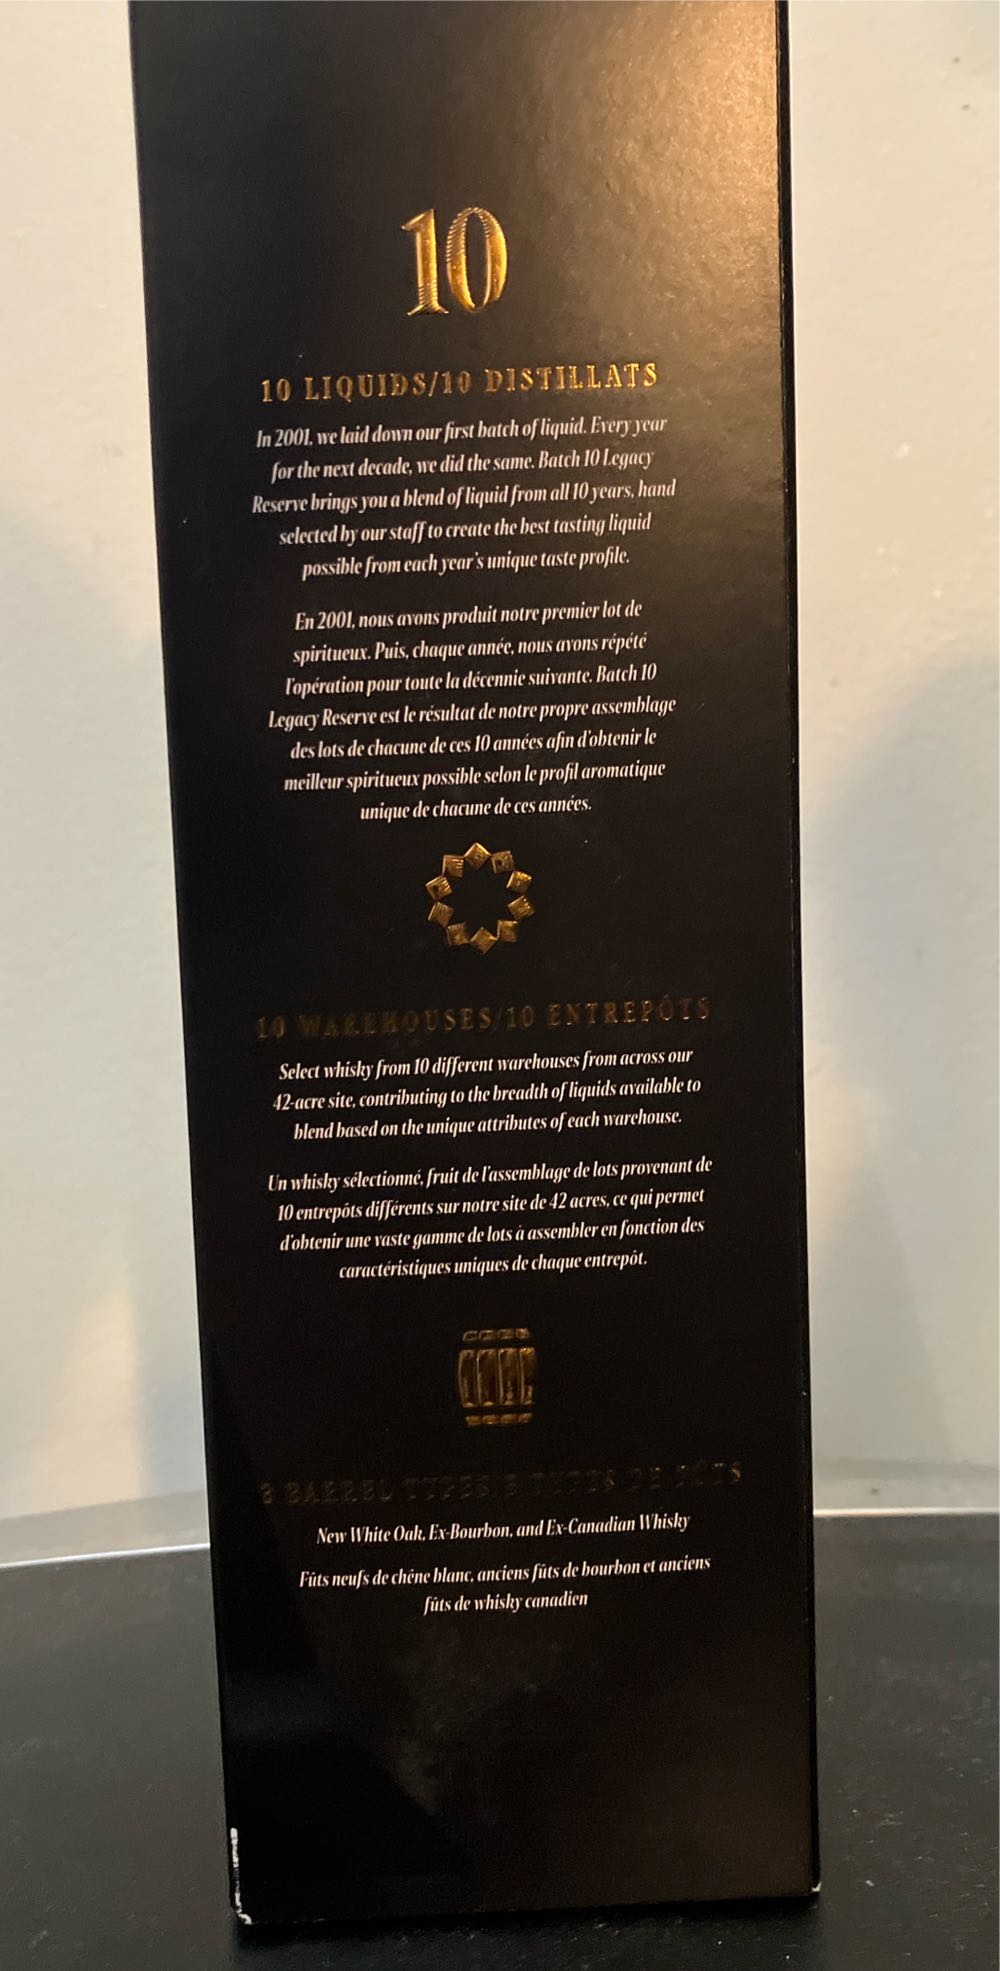 10
10 LIQUIDS/10 DISTILLATS
In 2001, we laid down our first batch of liquid. Every year
for the next decade, we did the same. Batch 10 Legacy
Reserve brings you a blend of liquid from all 10 years, hand
selected by our staff to create the best tasting liquid
possible from each year's unique taste profile.
En 2001, nous avons produit notre premier lot de
spiritueux. Puis, chaque année, nous avons répété
l'opération pour toute la décennie suivante. Batch 10
Legacy Reserve est le résultat de notre propre assemblage
des lots de chacune de ces 10 années afin d'obtenir le
meilleur spiritueux possible selon le profil aromatique
unique de chacune de ces années.
10 WAREHOUSES/10 ENTREPÔTS
Select whisky from 10 different warehouses from across our
42-acre site, contributing to the breadth of liquids available to
blend based on the unique attributes of each warehouse.
Un whisky sélectionné, fruit de l'assemblage de lots provenant de
10 entrepôts différents sur notre site de 42 acres, ce qui permet
d'obtenir une vaste gamme de lots à assembler en fonction des
caractéristiques uniques de chaque entrepôt.
3 BARREL TYPES/3 TYPES DE FÛTS
New White Oak, Ex-Bourbon, and Ex-Canadian Whisky
Fûts neufs de chêne blanc, anciens fûts de bourbon et anciens
fûts de whisky canadien